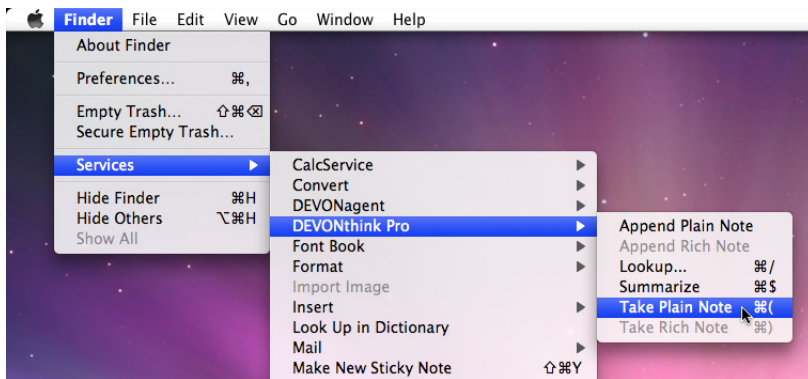 Finder File Edit View Go Window Help
About Finder
Preferences... ⌘,
Empty Trash... ⇧⌘⌫
Secure Empty Trash...
Services ▶
Hide Finder ⌘H
Hide Others ⌥⌘H
Show All
CalcService ▶
Convert ▶
DEVONagent ▶
DEVONthink Pro ▶
Font Book ▶
Format ▶
Import Image
Insert ▶
Look Up in Dictionary
Mail ▶
Make New Sticky Note ⇧⌘Y
Append Plain Note
Append Rich Note
Lookup... ⌘/
Summarize ⌘$
Take Plain Note ⌘(
Take Rich Note ⌘)